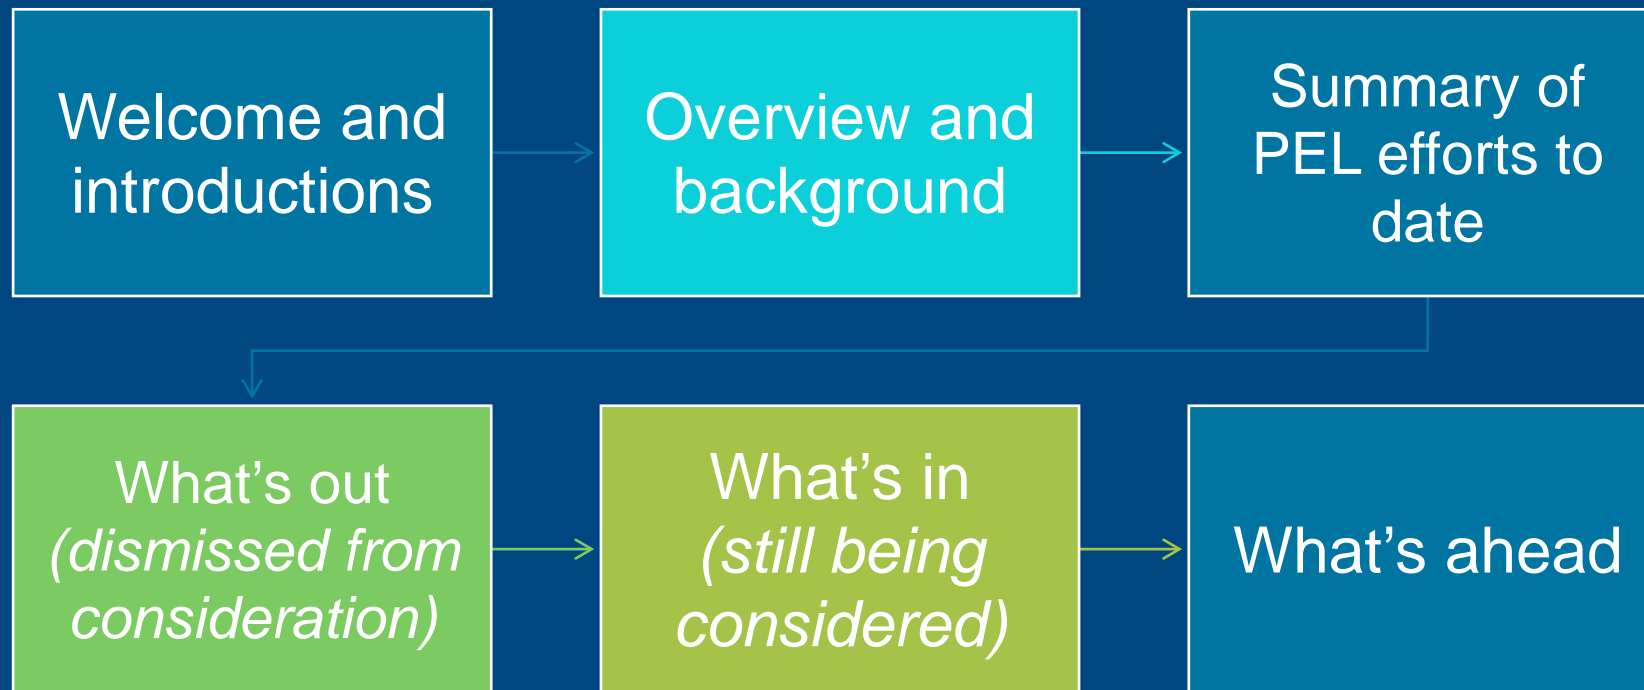 Welcome and
introductions
Overview and
background
Summary of
PEL efforts to
date
What’s out
(dismissed from
consideration)
What’s in
(still being
considered)
What’s ahead